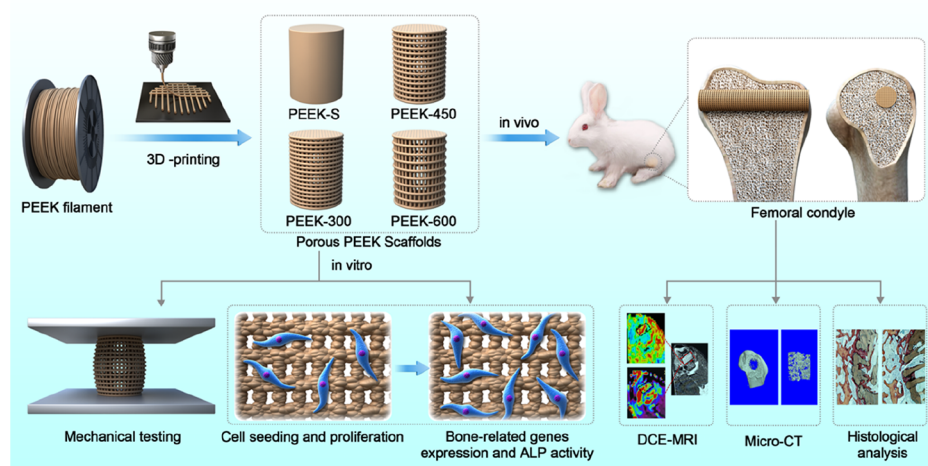 PEEK filament
3D -printing
PEEK-S
PEEK-450
PEEK-300
PEEK-600
Porous PEEK Scaffolds
in vivo
Femoral condyle
in vitro
Mechanical testing
Cell seeding and proliferation
Bone-related genes
expression and ALP activity
DCE-MRI
Micro-CT
Histological
analysis